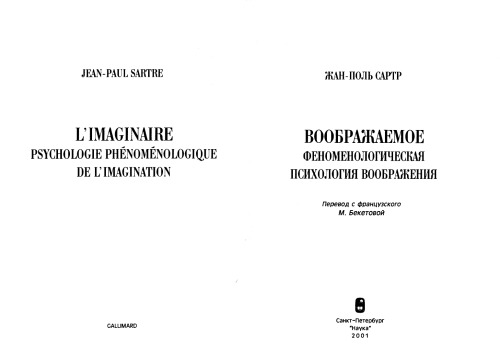 JEAN-PAUL SARTRE
L'IMAGINAIRE
PSYCHOLOGIE PHÉNOMÉNOLOGIQUE
DE L'IMAGINATION
GALLIMARD
ЖАН-ПОЛЬ САРТР
ВООБРАЖАЕМОЕ
ФЕНОМЕНОЛОГИЧЕСКАЯ
ПСИХОЛОГИЯ ВООБРАЖЕНИЯ
Перевод с французского
М. Бекетовой
Санкт-Петербург
"Наука"
2001